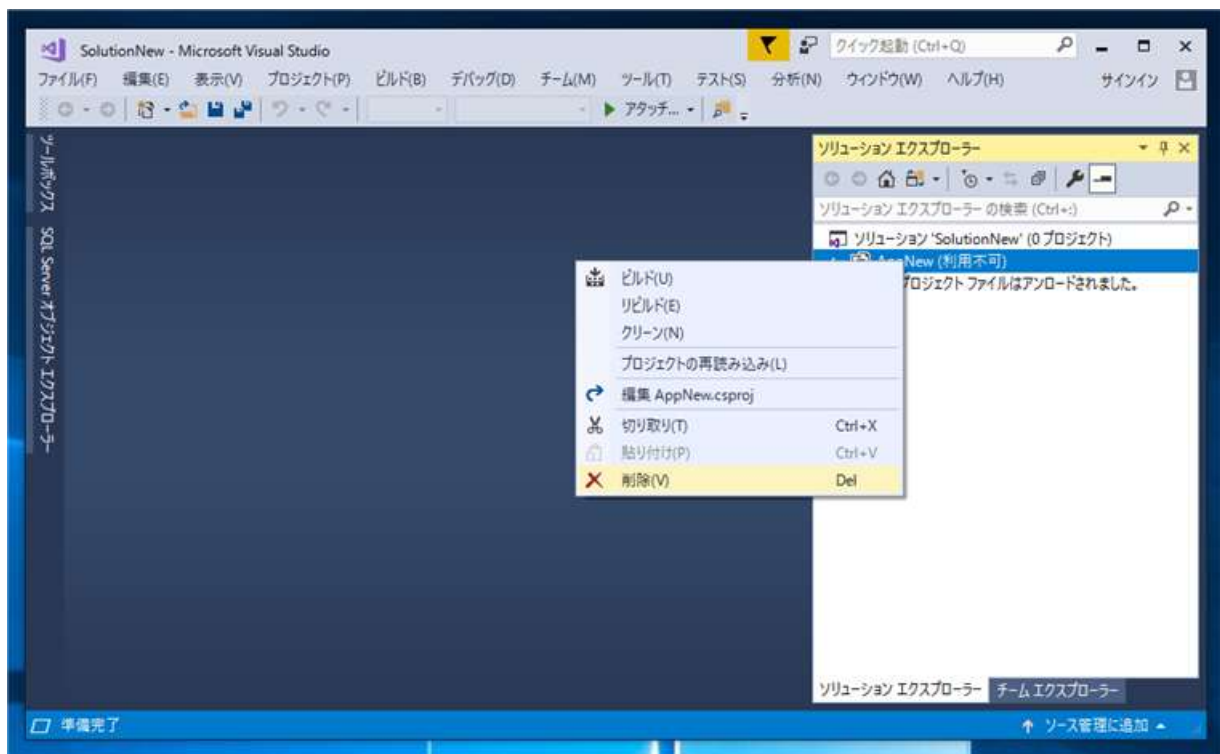 SolutionNew - Microsoft Visual Studio
クイック起動 (Ctrl+Q)
ファイル(F) 編集(E) 表示(V) プロジェクト(P) ビルド(B) デバッグ(D) チーム(M) ツール(T) テスト(S) 分析(N) ウィンドウ(W) ヘルプ(H) サインイン
アタッチ...
ツールボックス
SQL Server オブジェクト エクスプローラー
ソリューション エクスプローラー
ソリューション エクスプローラー の検索 (Ctrl+:)
ソリューション 'SolutionNew' (0 プロジェクト)
AppNew (利用不可)
プロジェクト ファイルはアンロードされました。
ビルド(U)
リビルド(E)
クリーン(N)
プロジェクトの再読み込み(L)
編集 AppNew.csproj
切り取り(T) Ctrl+X
貼り付け(P) Ctrl+V
削除(V) Del
ソリューション エクスプローラー チーム エクスプローラー
準備完了
ソース管理に追加